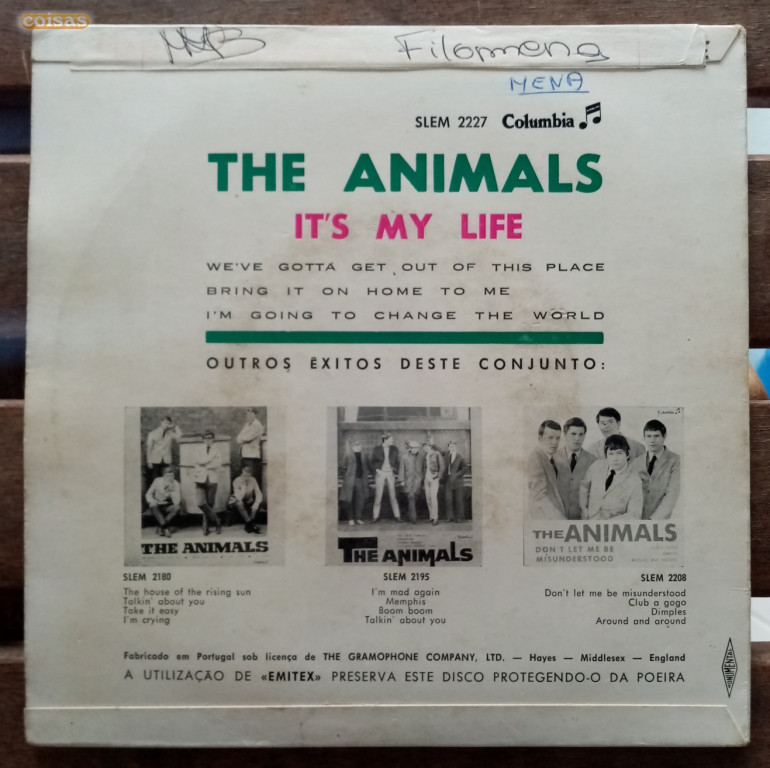 coisas
Filomena
MENA
SLEM 2227 Columbia
THE ANIMALS
IT'S MY LIFE
WE'VE GOTTA GET OUT OF THIS PLACE
BRING IT ON HOME TO ME
I'M GOING TO CHANGE THE WORLD
OUTROS ÊXITOS DESTE CONJUNTO:
THE ANIMALS
THE ANIMALS
THE ANIMALS
DON'T LET ME BE
MISUNDERSTOOD
SLEM 2180
The house of the rising sun
Talkin' about you
Take it easy
I'm crying
SLEM 2195
I'm mad again
Memphis
Boom boom
Talkin' about you
SLEM 2208
Don't let me be misunderstood
Club a gogo
Dimples
Around and around
Fabricado em Portugal sob licença de THE GRAMOPHONE COMPANY, LTD. — Hayes — Middlesex — England
A UTILIZAÇÃO DE «EMITEX» PRESERVA ESTE DISCO PROTEGENDO-O DA POEIRA